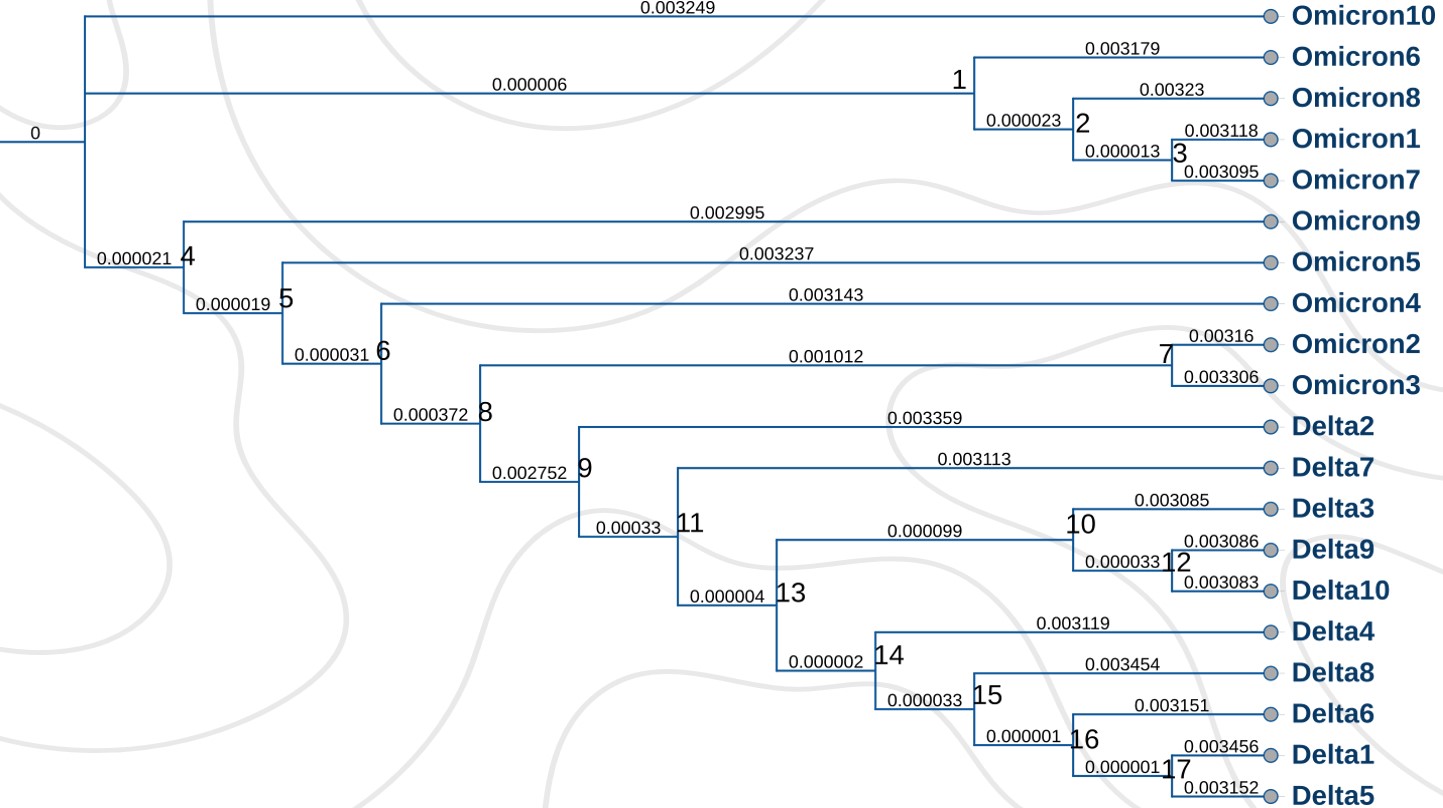 0.003249 Omicron10
0.003179 Omicron6
0.000006 1
0.00323 Omicron8
0.000023 2
0.003118 Omicron1
0
0.000013 3
0.003095 Omicron7
0.002995 Omicron9
0.000021 4
0.003237 Omicron5
0.000019 5
0.003143 Omicron4
0.00316 Omicron2
0.000031 6
0.001012 7
0.003306 Omicron3
0.000372 8
0.003359 Delta2
0.002752 9
0.003113 Delta7
0.003085 Delta3
0.00033 11
0.000099 10
0.003086 Delta9
0.000033 12
0.003083 Delta10
0.000004 13
0.003119 Delta4
0.000002 14
0.003454 Delta8
0.000033 15
0.003151 Delta6
0.000001 16
0.003456 Delta1
0.000001 17
0.003152 Delta5